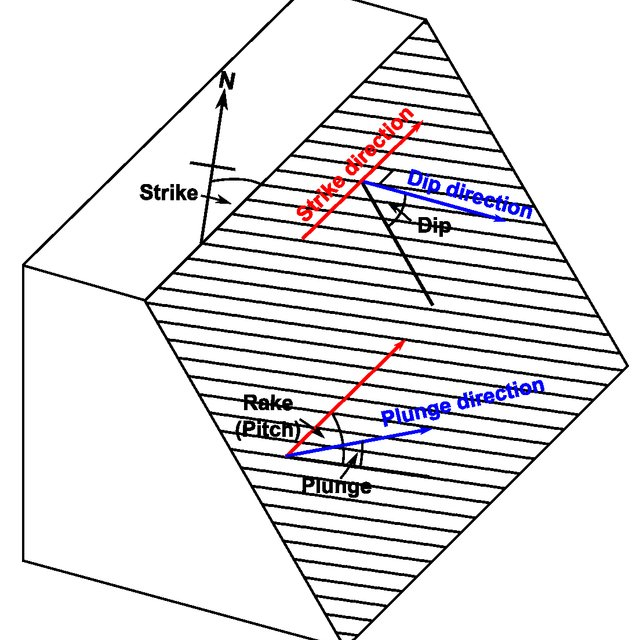 N
Strike
Strike direction
Dip direction
Dip
Rake
(Pitch)
Plunge direction
Plunge